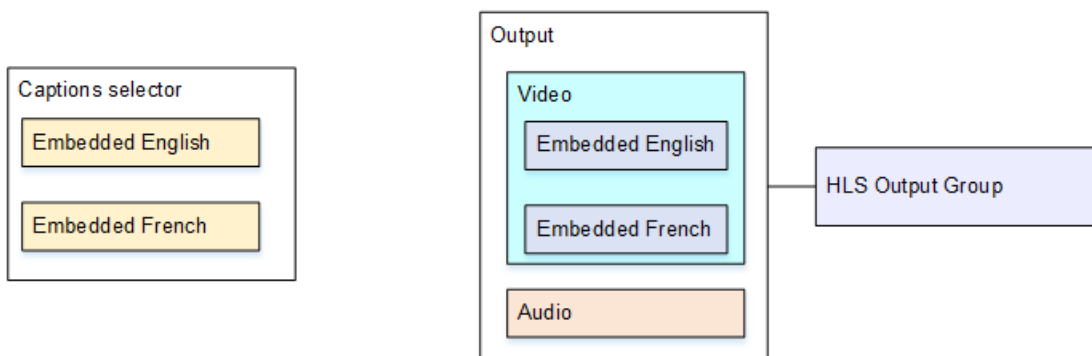 Captions selector
Embedded English
Embedded French
Output
Video
Embedded English
Embedded French
Audio
HLS Output Group